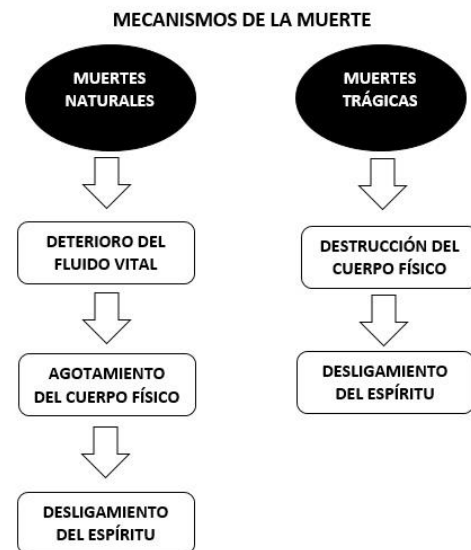 MECANISMOS DE LA MUERTE
MUERTES
NATURALES
DETERIORO DEL
FLUIDO VITAL
AGOTAMIENTO
DEL CUERPO FÍSICO
DESLIGAMIENTO
DEL ESPÍRITU
MUERTES
TRÁGICAS
DESTRUCCIÓN DEL
CUERPO FÍSICO
DESLIGAMIENTO
DEL ESPÍRITU